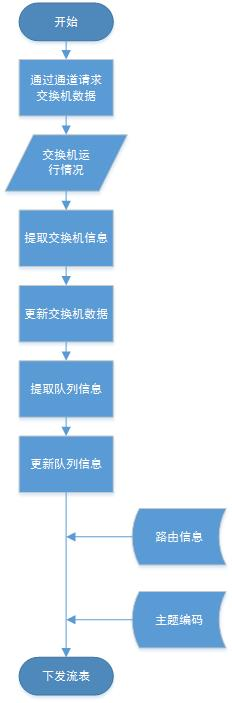 开始
通过通道请求
交换机数据
交换机运
行情况
提取交换机信息
更新交换机数据
提取队列信息
更新队列信息
路由信息
主题编码
下发流表